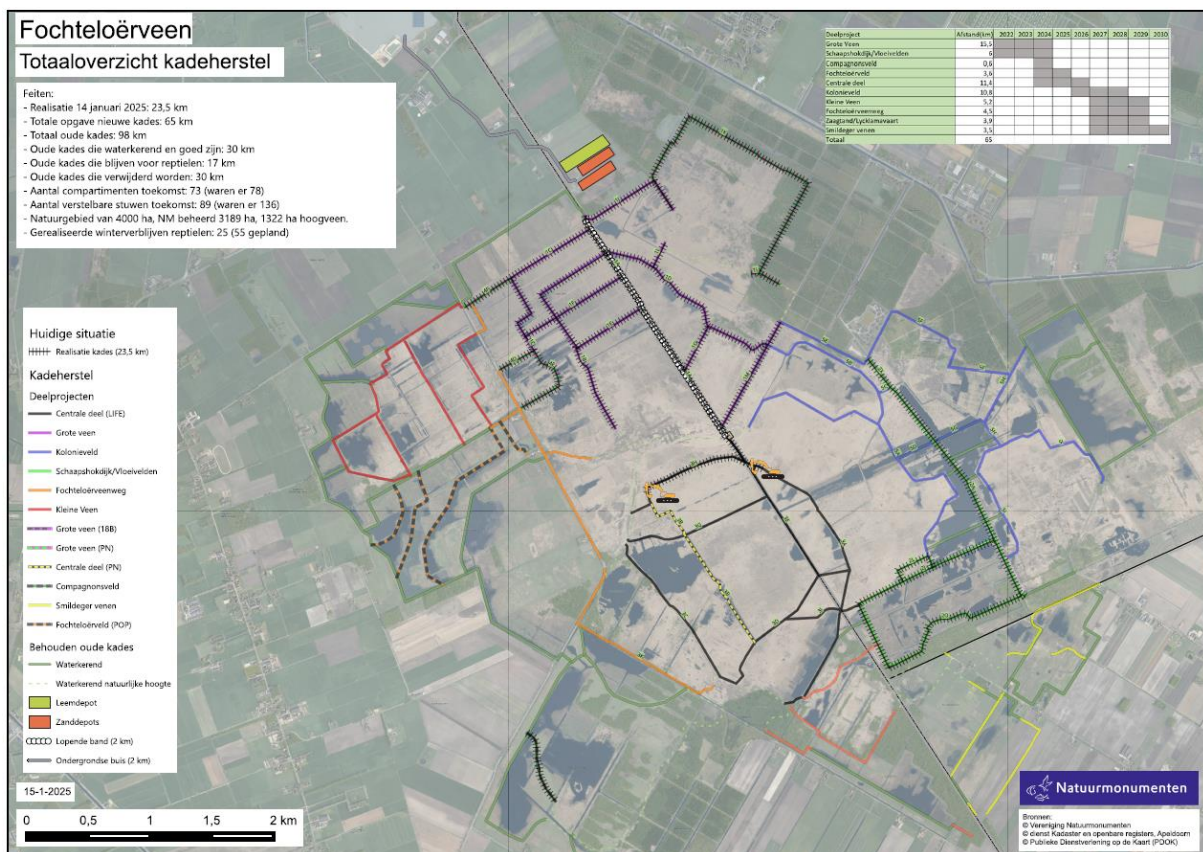 Fochteloërveen
Totaaloverzicht kadeherstel
Feiten:
- Realisatie 14 januari 2025: 23,5 km
- Totale opgave nieuwe kades: 65 km
- Totaal oude kades: 98 km
- Oude kades die waterkerend en goed zijn: 30 km
- Oude kades die blijven voor reptielen: 17 km
- Oude kades die verwijderd worden: 30 km
- Aantal compartimenten toekomst: 73 (waren er 78)
- Aantal verstelbare stuwen toekomst: 89 (waren er 136)
- Natuurgebied van 4000 ha, NM beheerd 3189 ha, 1322 ha hoogveen.
- Gerealiseerde winterverblijven reptielen: 25 (55 gepland)
Deelproject Afstand(km) 2022 2023 2024 2025 2026 2027 2028 2029 2030
Grote Veen 15,5
Schaapshokdijk/Vloeivelden 6
Compagnonsveld 0,6
Fochteloërveld 3,6
Centrale deel 11,4
Kolonieveld 10,8
Kleine Veen 5,2
Fochteloërveenweg 4,5
Zaagtand/Lycklamavaart 3,9
Smildeger venen 3,5
Totaal 65
Huidige situatie
Realisatie kades (23,5 km)
Kadeherstel
Deelprojecten
Centrale deel (LIFE)
Grote veen
Kolonieveld
Schaapshokdijk/Vloeivelden
Fochteloërveenweg
Kleine Veen
Grote veen (18B)
Grote veen (PN)
Centrale deel (PN)
Compagnonsveld
Smildeger venen
Fochteloërveld (POP)
Behouden oude kades
Waterkerend
Waterkerend natuurlijke hoogte
Leemdepot
Zanddepots
Lopende band (2 km)
Ondergrondse buis (2 km)
15-1-2025
0 0,5 1 1,5 2 km
Natuurmonumenten
Bronnen:
© Vereniging Natuurmonumenten
© dienst Kadaster en openbare registers, Apeldoorn
© Publieke Dienstverlening op de Kaart (PDOK)